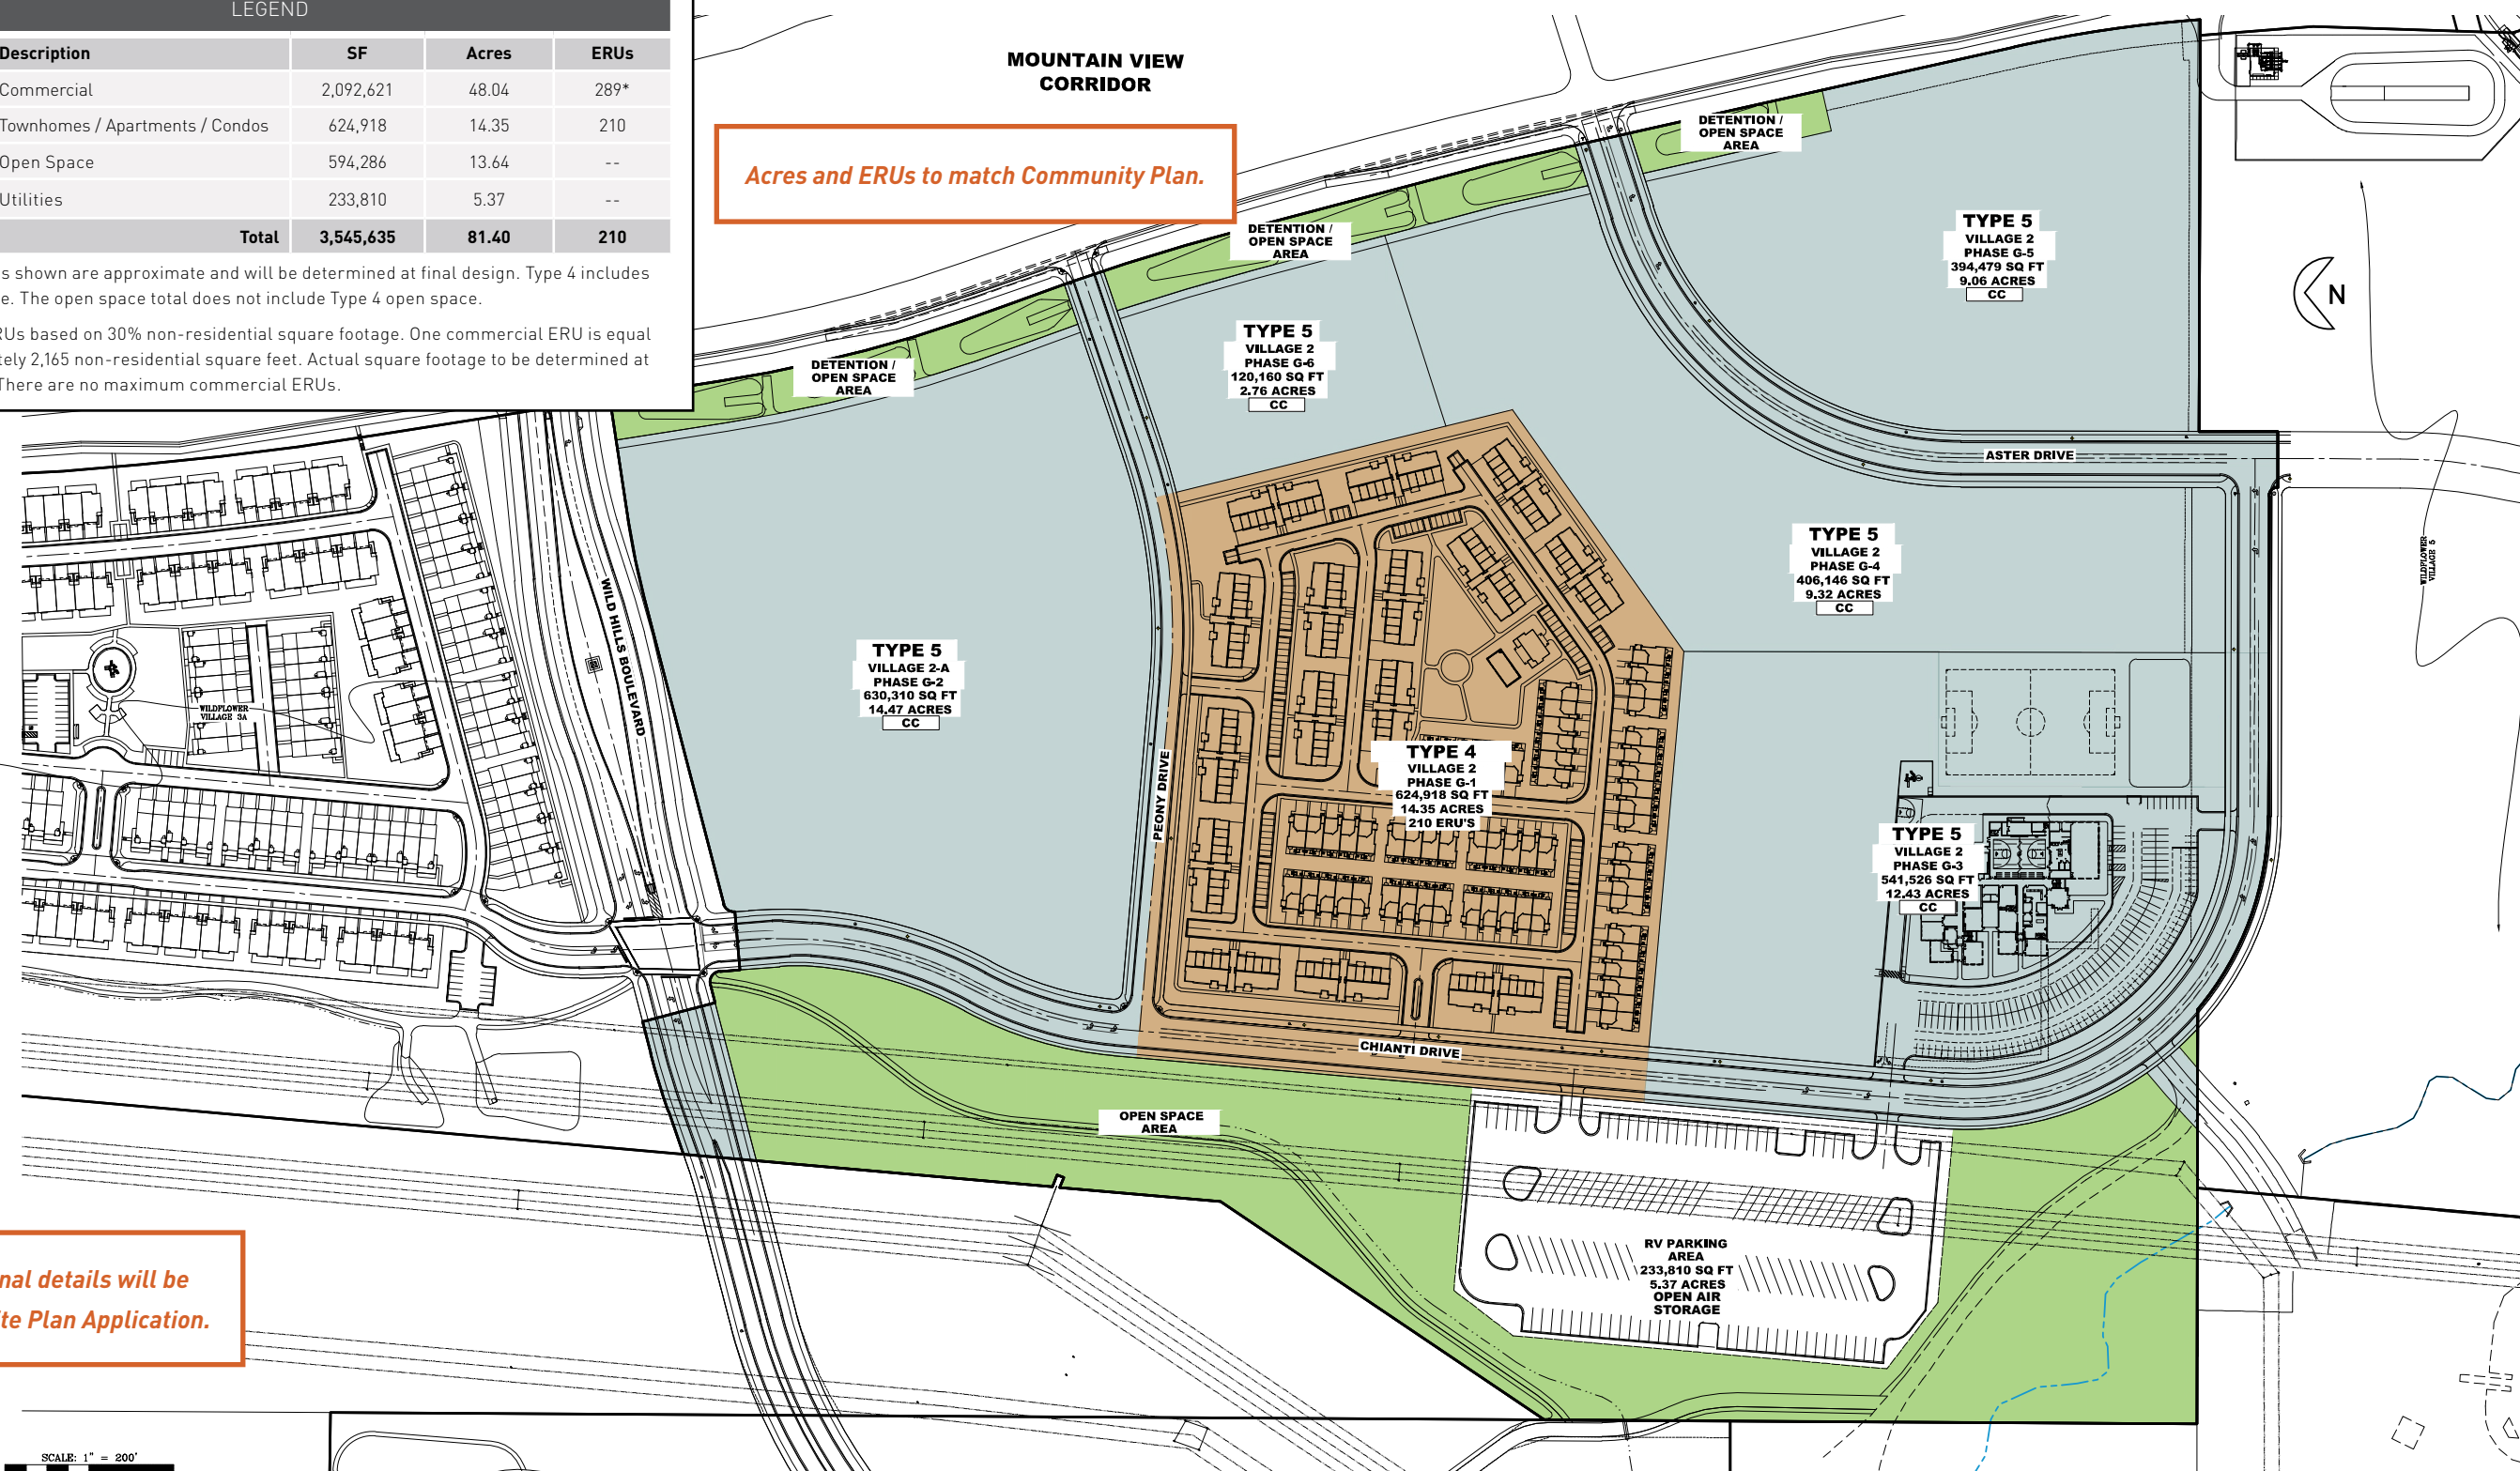 LEGEND
Description SF Acres ERUs
Commercial 2,092,621 48.04 289*
Townhomes / Apartments / Condos 624,918 14.35 210
Open Space 594,286 13.64 --
Utilities 233,810 5.37 --
Total 3,545,635 81.40 210
s shown are approximate and will be determined at final design. Type 4 includes
e. The open space total does not include Type 4 open space.
RUs based on 30% non-residential square footage. One commercial ERU is equal
tely 2,165 non-residential square feet. Actual square footage to be determined at
There are no maximum commercial ERUs.
MOUNTAIN VIEW
CORRIDOR
Acres and ERUs to match Community Plan.
DETENTION /
OPEN SPACE
AREA
DETENTION /
OPEN SPACE
AREA
DETENTION /
OPEN SPACE
AREA
TYPE 5
VILLAGE 2
PHASE G-5
394,479 SQ FT
9.06 ACRES
CC
N
TYPE 5
VILLAGE 2
PHASE G-6
120,160 SQ FT
2.76 ACRES
CC
ASTER DRIVE
TYPE 5
VILLAGE 2
PHASE G-4
406,146 SQ FT
9.32 ACRES
CC
WILDFLOWER
VILLAGE 5
WILD HILLS BOULEVARD
TYPE 5
VILLAGE 2-A
PHASE G-2
630,310 SQ FT
14.47 ACRES
CC
WILDFLOWER
VILLAGE 3A
PEONY DRIVE
TYPE 4
VILLAGE 2
PHASE G-1
624,918 SQ FT
14.35 ACRES
210 ERU'S
TYPE 5
VILLAGE 2
PHASE G-3
541,526 SQ FT
12.43 ACRES
CC
CHIANTI DRIVE
OPEN SPACE
AREA
RV PARKING
AREA
233,810 SQ FT
5.37 ACRES
OPEN AIR
STORAGE
nal details will be
ite Plan Application.
SCALE: 1" = 200'